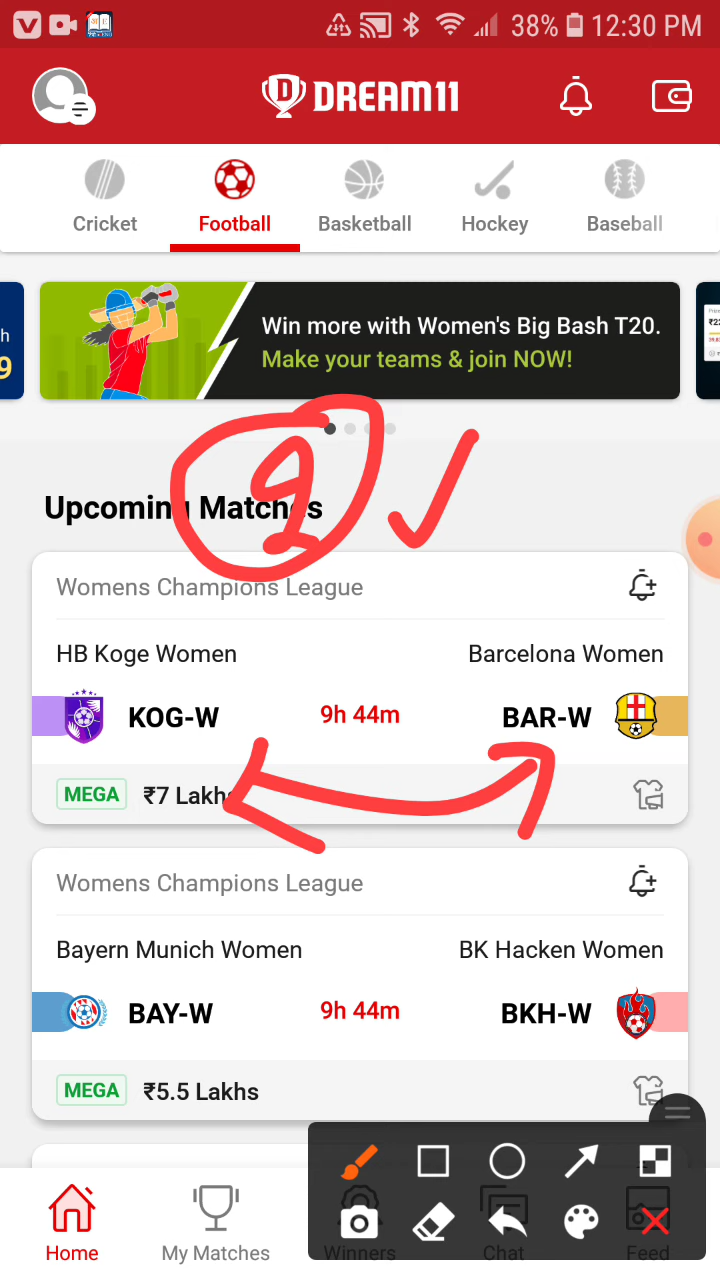 38% 12:30 PM
DREAM11
Cricket Football Basketball Hockey Baseball
Win more with Women's Big Bash T20.
Make your teams & join NOW!
9
Upcoming Matches
Womens Champions League
HB Koge Women Barcelona Women
KOG-W 9h 44m BAR-W
MEGA ₹7 Lakhs
Womens Champions League
Bayern Munich Women BK Hacken Women
BAY-W 9h 44m BKH-W
MEGA ₹5.5 Lakhs
Home My Matches Winners Chat Feed